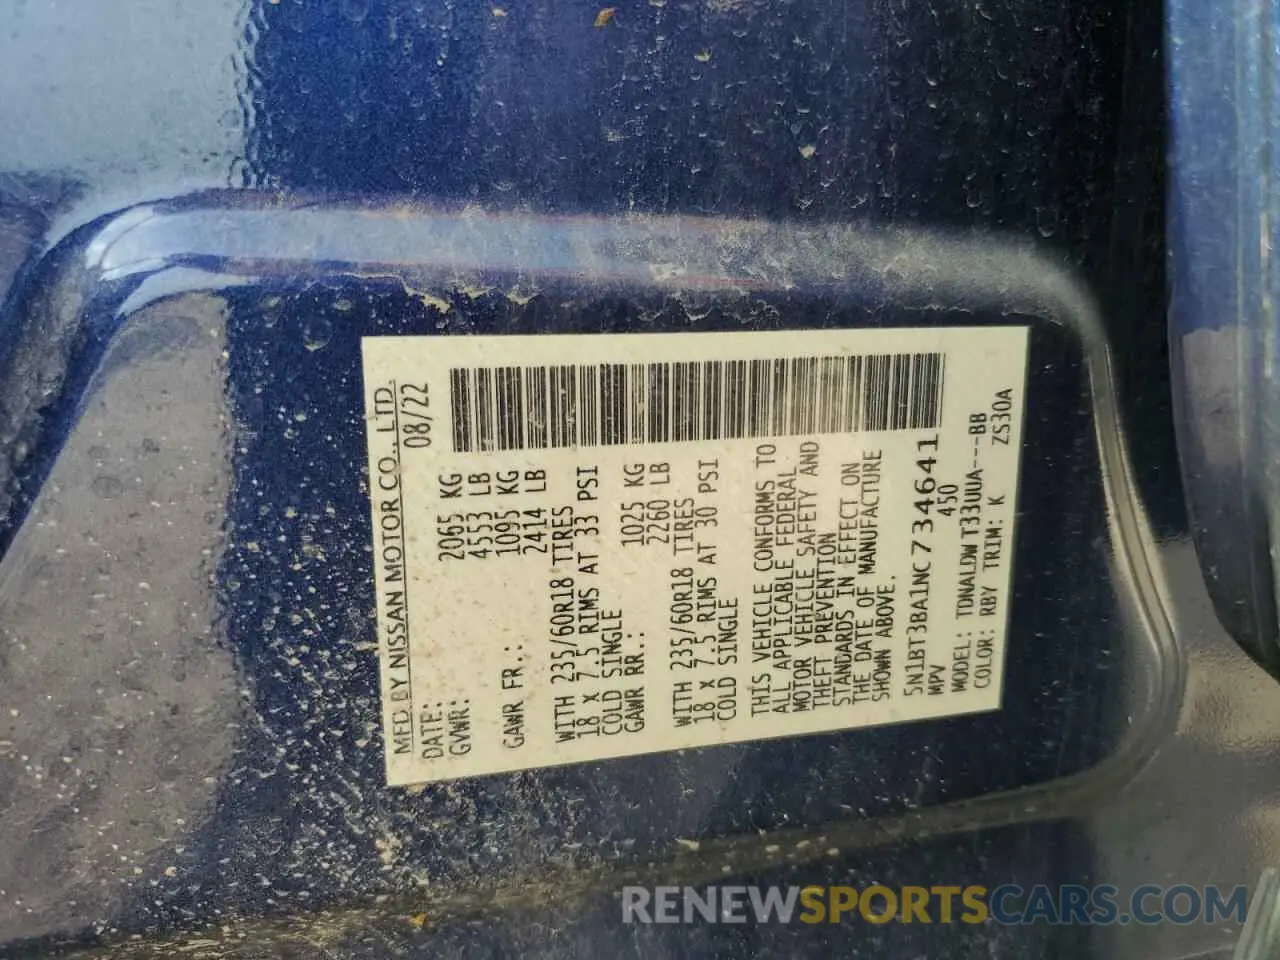 MFD BY NISSAN MOTOR CO., LTD.
DATE: 08/22
GVWR: 2065 KG
4553 LB
GAWR FR.: 1095 KG
2414 LB
WITH 235/60R18 TIRES
18 X 7.5 RIMS AT 33 PSI
COLD SINGLE
GAWR RR.: 1025 KG
2260 LB
WITH 235/60R18 TIRES
18 X 7.5 RIMS AT 30 PSI
COLD SINGLE
THIS VEHICLE CONFORMS TO
ALL APPLICABLE FEDERAL
MOTOR VEHICLE SAFETY AND
THEFT PREVENTION
STANDARDS IN EFFECT ON
THE DATE OF MANUFACTURE
SHOWN ABOVE.
5N1BT3BA1NC734641
MPV 450
MODEL: TDNALDW T33UUA---BB
COLOR: RBY TRIM: K ZS30A
RENEWSPORTSCARS.COM